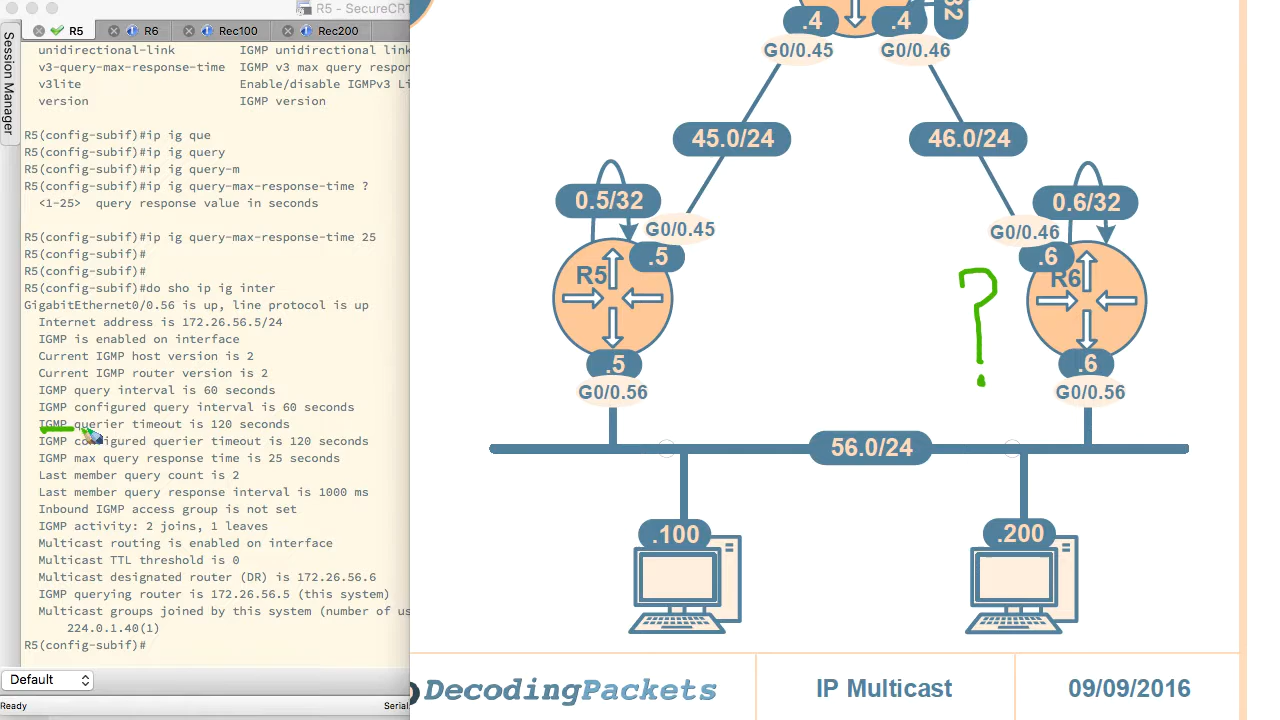 R5 - SecureCRT
Session Manager
R5
R6
Rec100
Rec200
unidirectional-link IGMP unidirectional link
v3-query-max-response-time IGMP v3 max query respon
v3lite Enable/disable IGMPv3 Li
version IGMP version
R5(config-subif)#ip ig que
R5(config-subif)#ip ig query
R5(config-subif)#ip ig query-m
R5(config-subif)#ip ig query-max-response-time ?
<1-25> query response value in seconds
R5(config-subif)#ip ig query-max-response-time 25
R5(config-subif)#
R5(config-subif)#
R5(config-subif)#do sho ip ig inter
GigabitEthernet0/0.56 is up, line protocol is up
Internet address is 172.26.56.5/24
IGMP is enabled on interface
Current IGMP host version is 2
Current IGMP router version is 2
IGMP query interval is 60 seconds
IGMP configured query interval is 60 seconds
IGMP querier timeout is 120 seconds
IGMP configured querier timeout is 120 seconds
IGMP max query response time is 25 seconds
Last member query count is 2
Last member query response interval is 1000 ms
Inbound IGMP access group is not set
IGMP activity: 2 joins, 1 leaves
Multicast routing is enabled on interface
Multicast TTL threshold is 0
Multicast designated router (DR) is 172.26.56.6
IGMP querying router is 172.26.56.5 (this system)
Multicast groups joined by this system (number of us
224.0.1.40(1)
R5(config-subif)#
Default
Ready
Serial
.4
.4
32
G0/0.45
G0/0.46
45.0/24
46.0/24
0.5/32
0.6/32
G0/0.45
G0/0.46
.5
.6
R5
R6
?
.5
.6
G0/0.56
G0/0.56
56.0/24
.100
.200
DecodingPackets
IP Multicast
09/09/2016